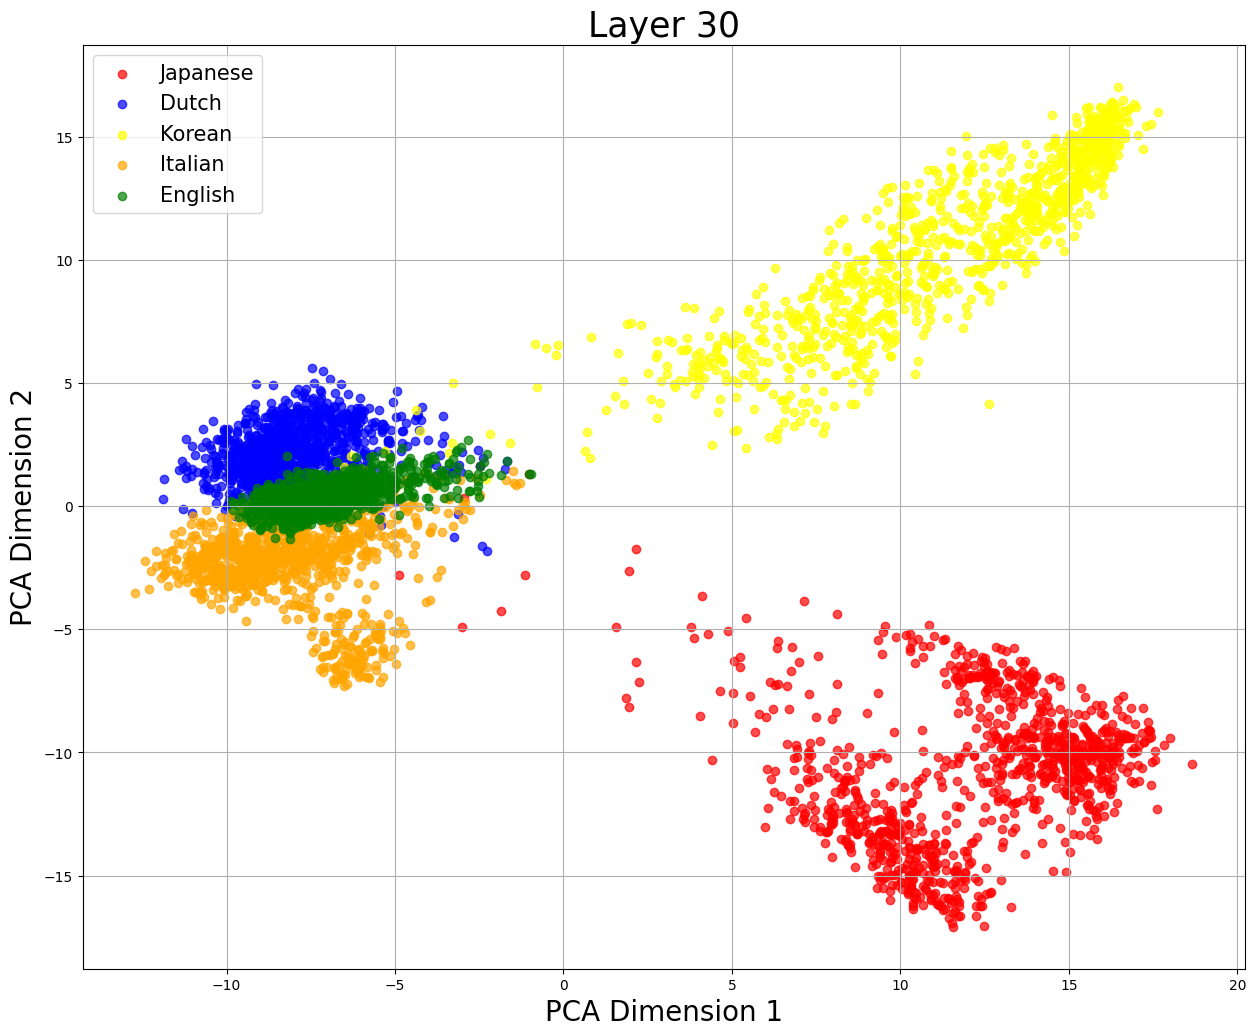 Layer 30
Japanese
Dutch
Korean
Italian
English
15
10
5
0
−5
−10
−15
PCA Dimension 2
−10
−5
0
5
10
15
20
PCA Dimension 1